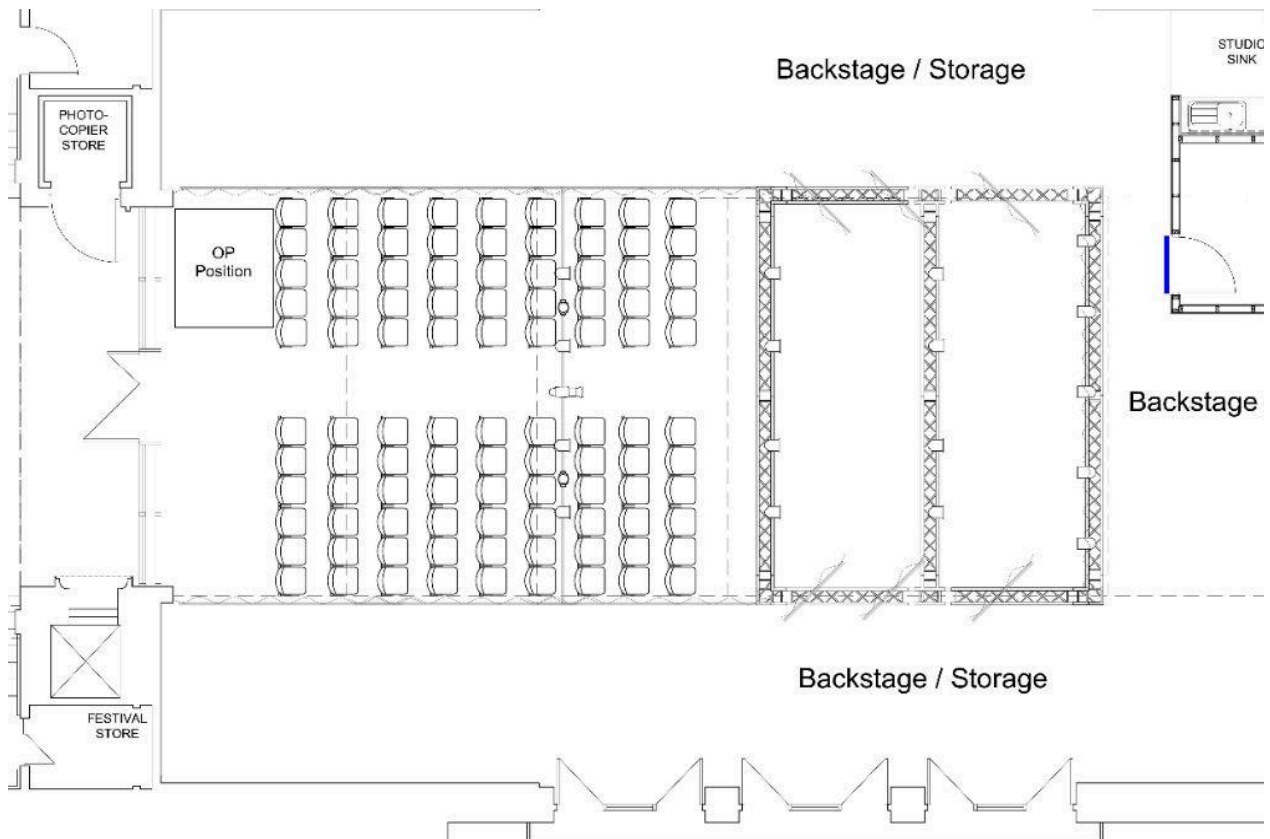 Backstage / Storage
STUDIO
SINK
PHOTO-
COPIER
STORE
OP
Position
Backstage
Backstage / Storage
FESTIVAL
STORE